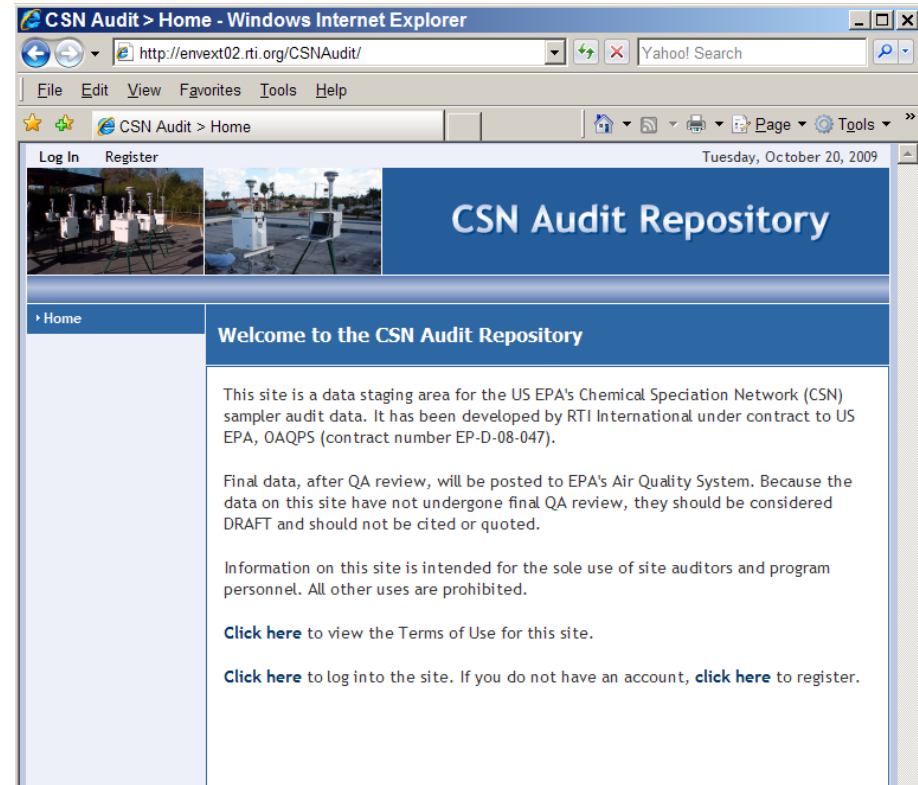 CSN Audit > Home - Windows Internet Explorer
http://envext02.rti.org/CSNAudit/
Yahoo! Search
File Edit View Favorites Tools Help
CSN Audit > Home
Page Tools »
Log In Register Tuesday, October 20, 2009
CSN Audit Repository
Home
Welcome to the CSN Audit Repository
This site is a data staging area for the US EPA's Chemical Speciation Network (CSN)
sampler audit data. It has been developed by RTI International under contract to US
EPA, OAQPS (contract number EP-D-08-047).
Final data, after QA review, will be posted to EPA's Air Quality System. Because the
data on this site have not undergone final QA review, they should be considered
DRAFT and should not be cited or quoted.
Information on this site is intended for the sole use of site auditors and program
personnel. All other uses are prohibited.
Click here to view the Terms of Use for this site.
Click here to log into the site. If you do not have an account, click here to register.